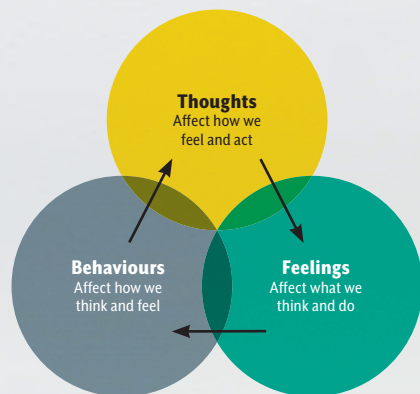 Thoughts
Affect how we
feel and act
Behaviours
Affect how we
think and feel
Feelings
Affect what we
think and do